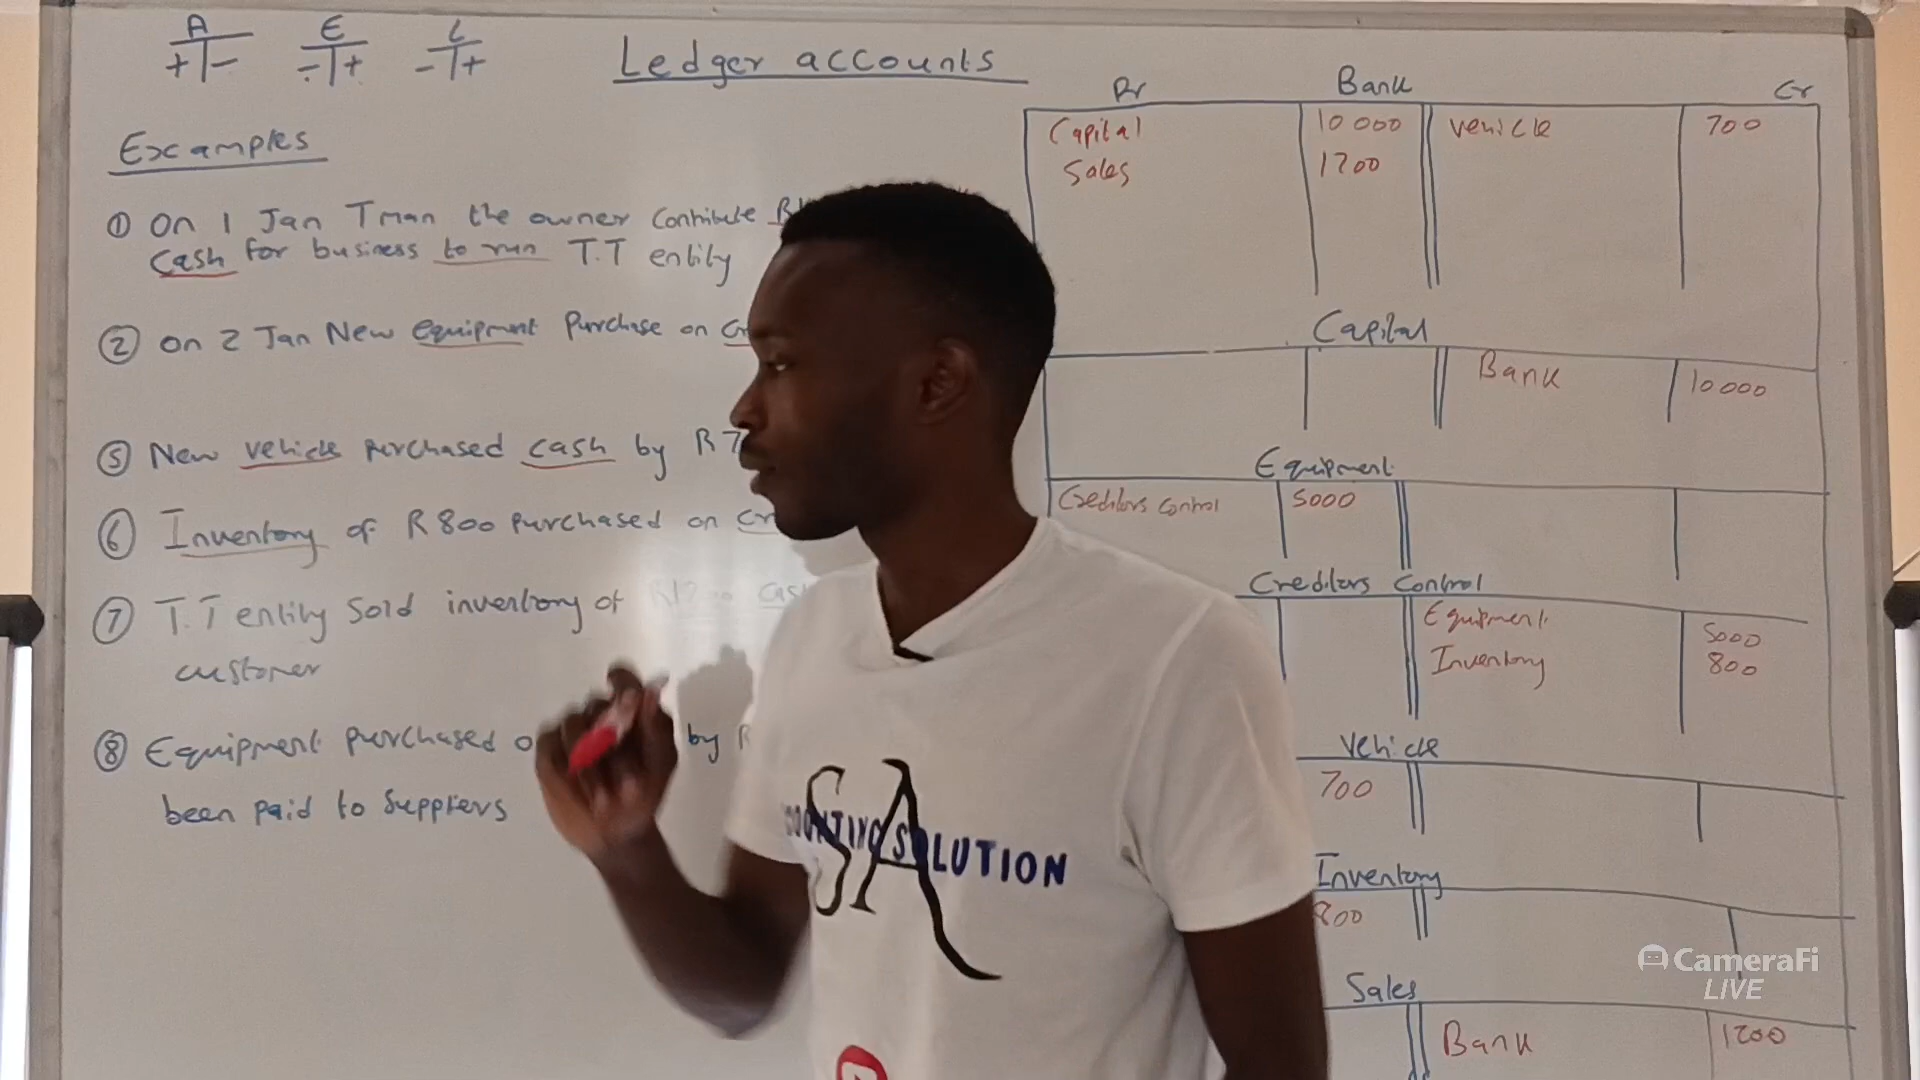 A E L
+ - - + - +
Ledger accounts
Examples
① On 1 Jan Tman the owner Contribute
Cash for business to run T.T entity
② on 2 Jan New equipment Purchase on
⑤ New vehicle purchased cash by R7
⑥ Inventory of R800 purchased on
⑦ T.T entity Sold inventory of
customer
⑧ Equipment purchased by R
been paid to Suppliers
Dr Bank Cr
Capital 10 000 vehicle 700
Sales 1200
Capital
Bank 10 000
Equipment
Creditors control 5000
Creditors Control
Equipment 5000
Inventory 800
Vehicle
700
Inventory
800
Sales
Bank 1200
SA
SOLUTION
CameraFi
LIVE